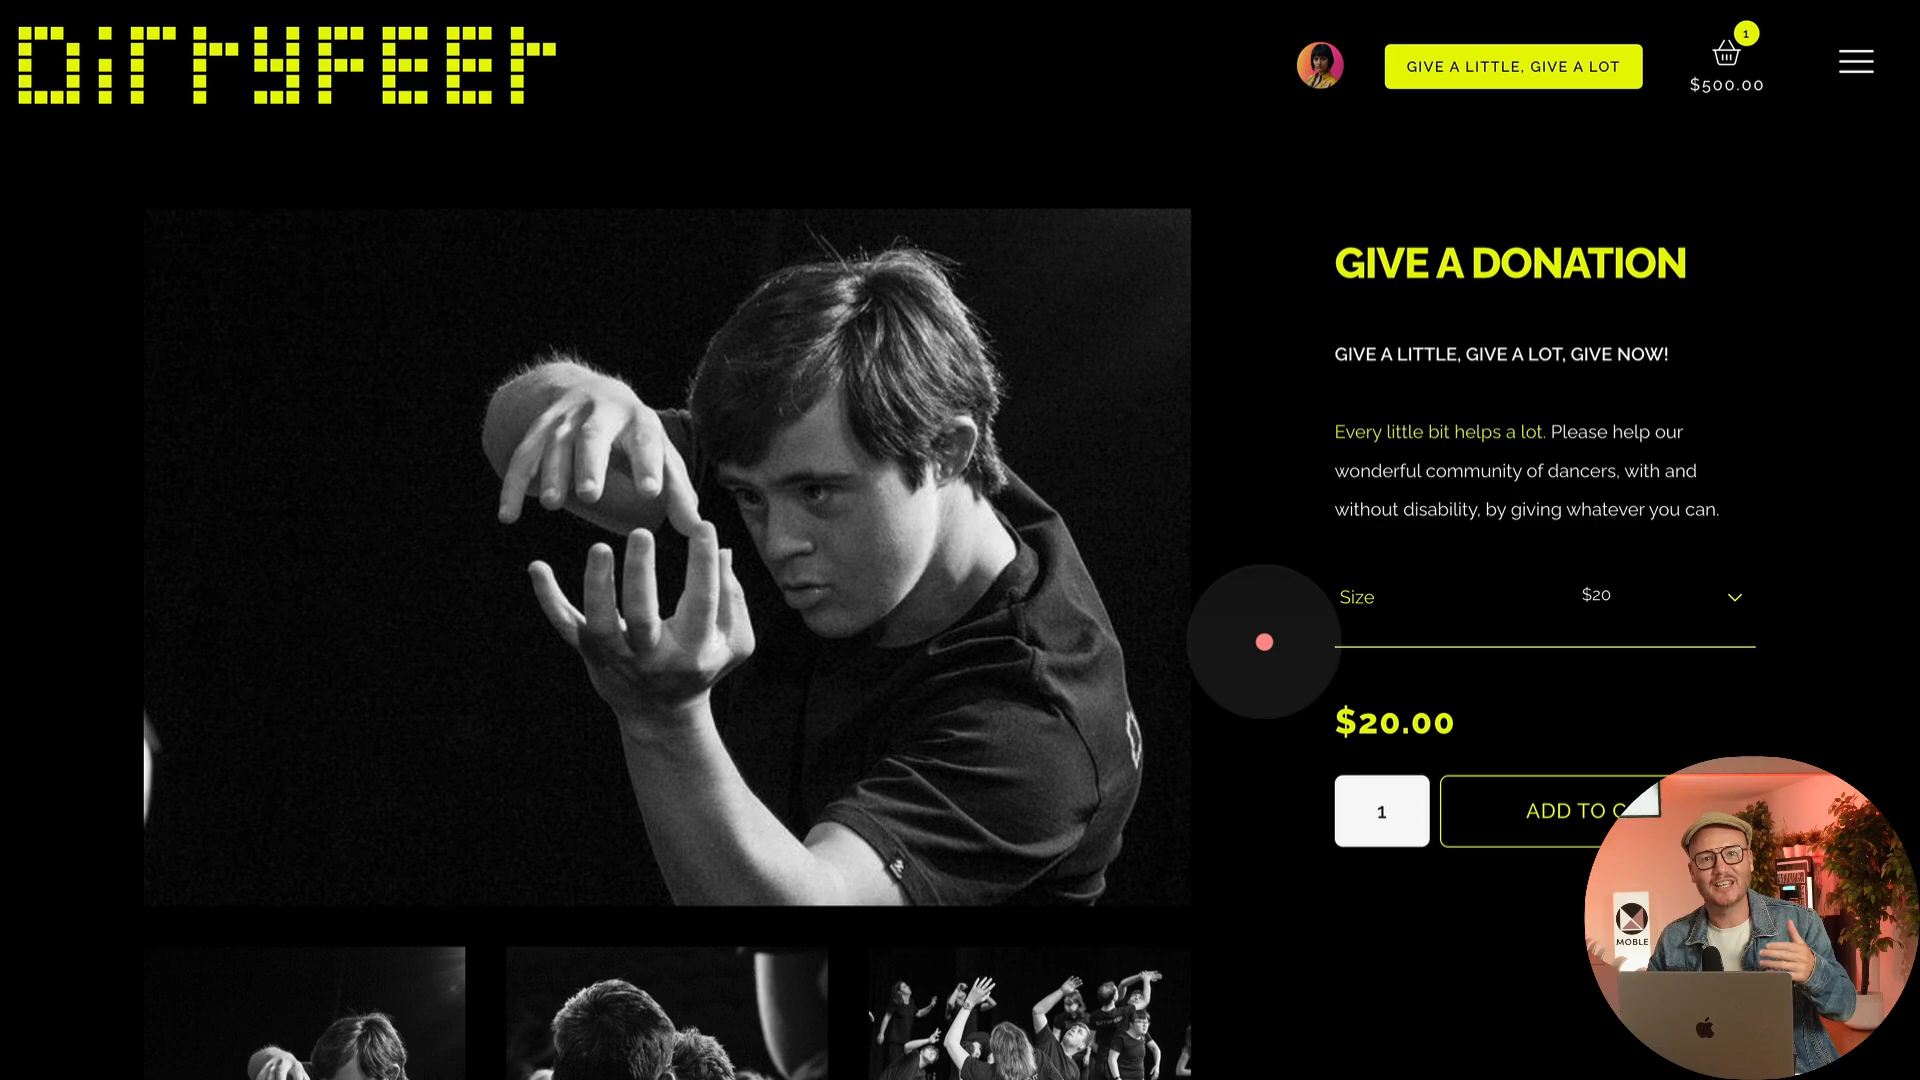 DirtyFeet
GIVE A LITTLE, GIVE A LOT
1
$500.00
GIVE A DONATION
GIVE A LITTLE, GIVE A LOT, GIVE NOW!
Every little bit helps a lot. Please help our
wonderful community of dancers, with and
without disability, by giving whatever you can.
Size
$20
$20.00
1
ADD TO
MOBLE